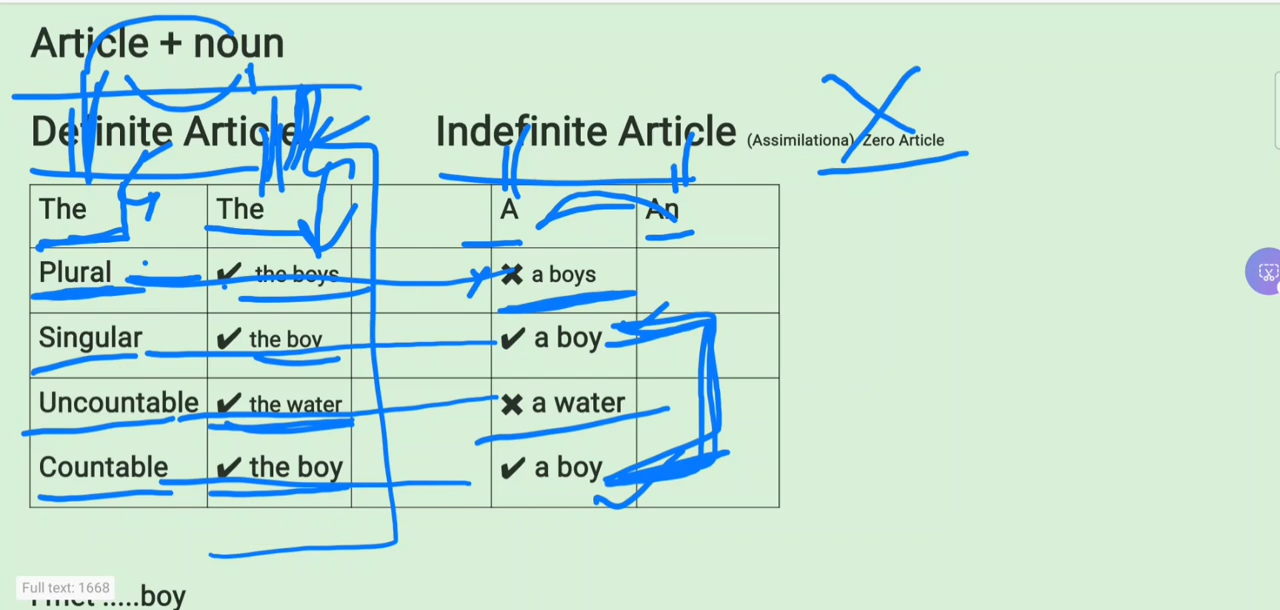 Article + noun
Definite Article Indefinite Article (Assimilationa) Zero Article
The The A An
Plural ✔ the boys ✖ a boys
Singular ✔ the boy ✔ a boy
Uncountable ✔ the water ✖ a water
Countable ✔ the boy ✔ a boy
Full text: 1668
I met .....boy